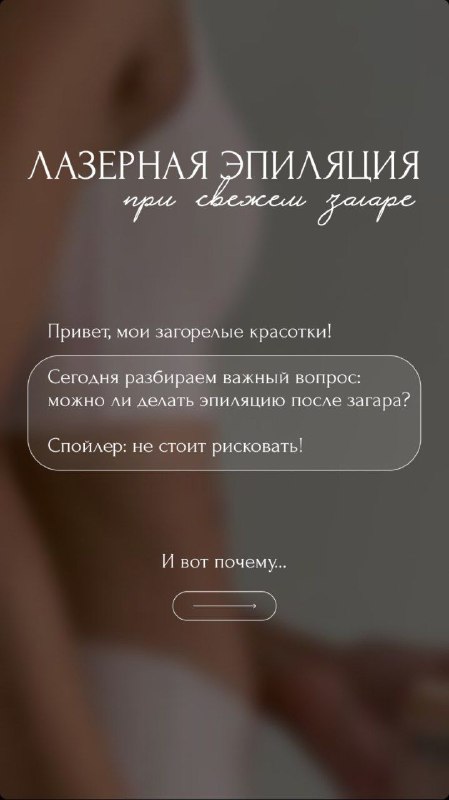 ЛАЗЕРНАЯ ЭПИЛЯЦИЯ
при свежем загаре
Привет, мои загорелые красотки!
Сегодня разбираем важный вопрос:
можно ли делать эпиляцию после загара?
Спойлер: не стоит рисковать!
И вот почему...